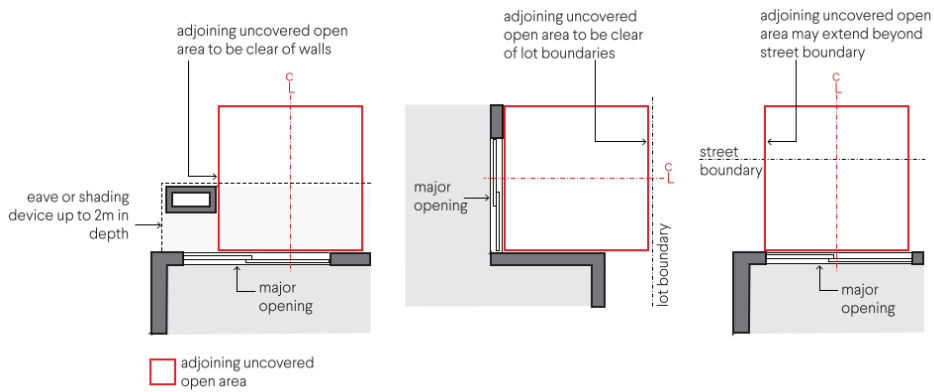 adjoining uncovered open
area to be clear of walls
C
L
eave or shading
device up to 2m in
depth
major
opening
adjoining uncovered
open area
adjoining uncovered
open area to be clear
of lot boundaries
major
opening
C
L
lot boundary
adjoining uncovered open
area may extend beyond
street boundary
C
L
street
boundary
major
opening